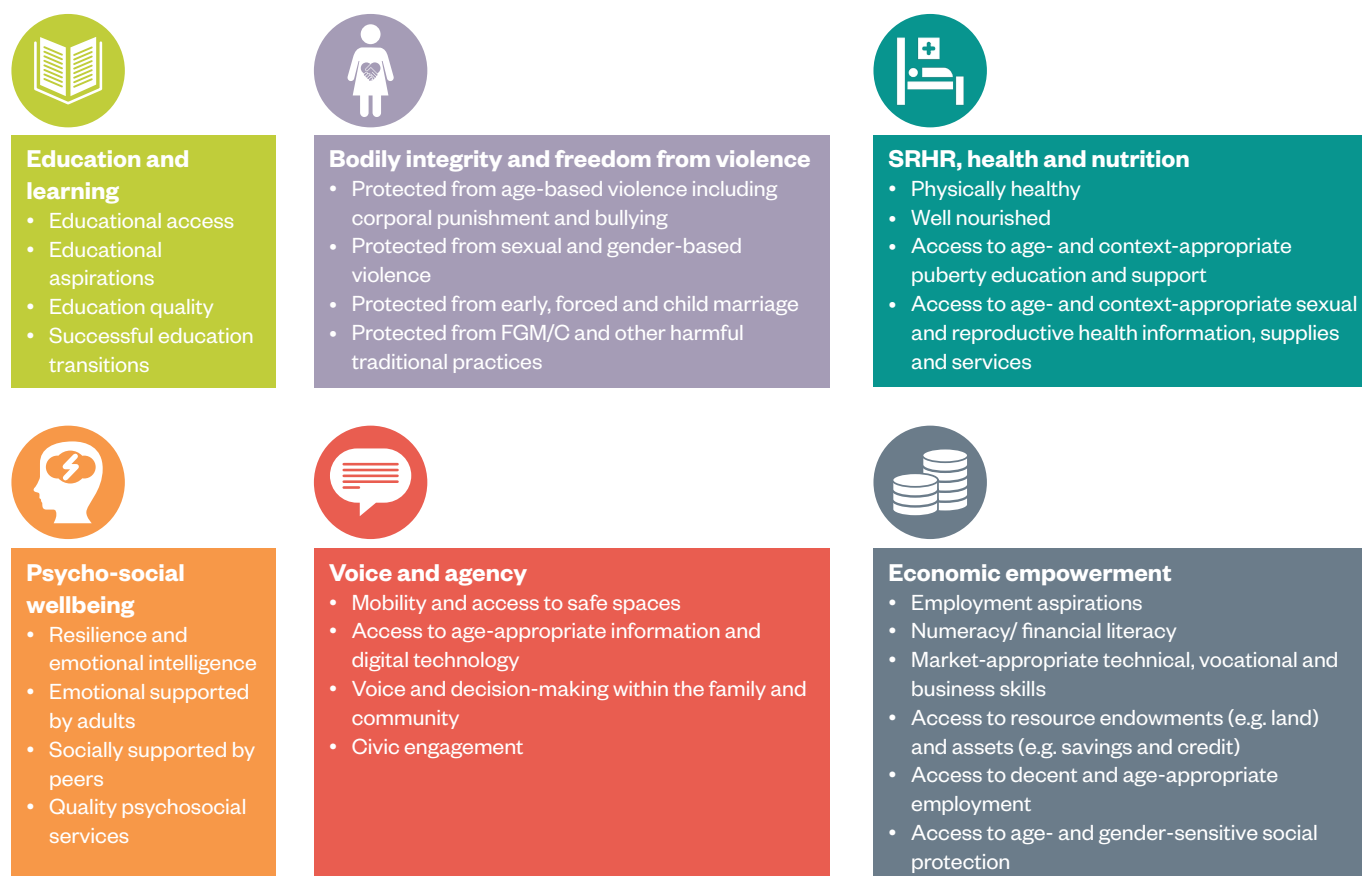 Education and
learning
• Educational access
• Educational
aspirations
• Education quality
• Successful education
transitions
Bodily integrity and freedom from violence
• Protected from age-based violence including
corporal punishment and bullying
• Protected from sexual and gender-based
violence
• Protected from early, forced and child marriage
• Protected from FGM/C and other harmful
traditional practices
SRHR, health and nutrition
• Physically healthy
• Well nourished
• Access to age- and context-appropriate
puberty education and support
• Access to age- and context-appropriate sexual
and reproductive health information, supplies
and services
Psycho-social
wellbeing
• Resilience and
emotional intelligence
• Emotional supported
by adults
• Socially supported by
peers
• Quality psychosocial
services
Voice and agency
• Mobility and access to safe spaces
• Access to age-appropriate information and
digital technology
• Voice and decision-making within the family and
community
• Civic engagement
Economic empowerment
• Employment aspirations
• Numeracy/ financial literacy
• Market-appropriate technical, vocational and
business skills
• Access to resource endowments (e.g. land)
and assets (e.g. savings and credit)
• Access to decent and age-appropriate
employment
• Access to age- and gender-sensitive social
protection